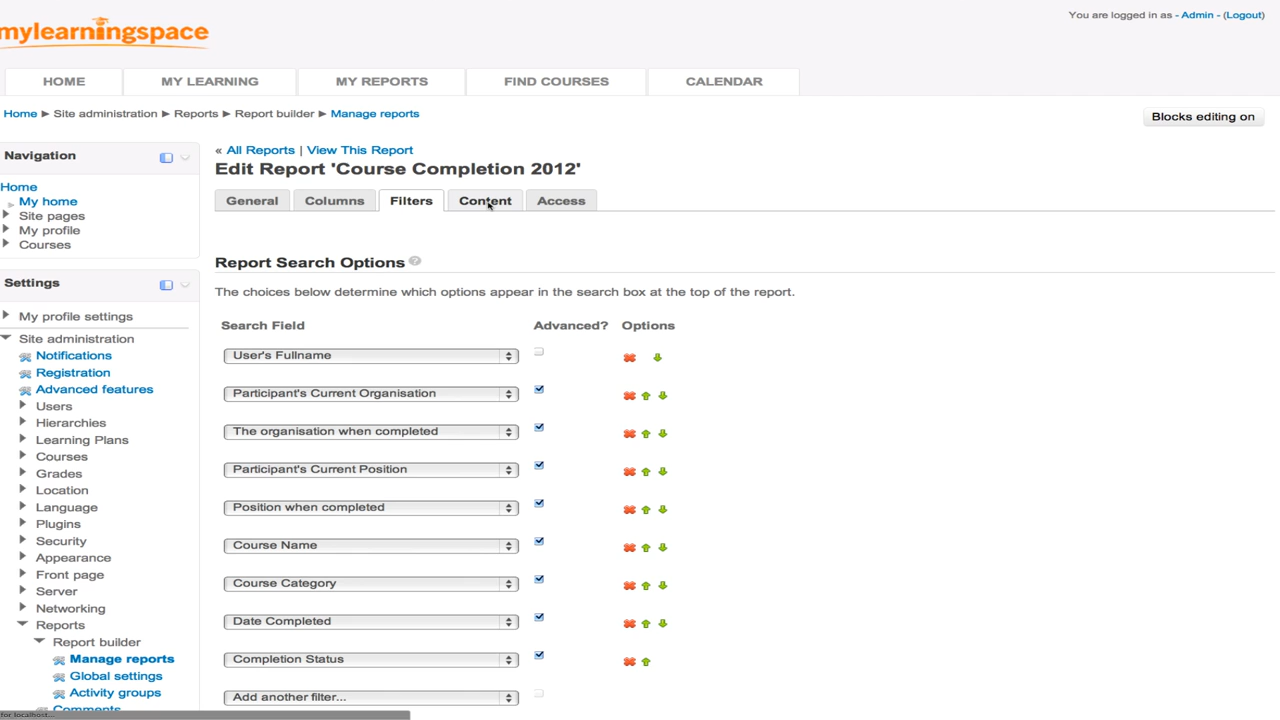 mylearningspace
You are logged in as - Admin - (Logout)
HOME MY LEARNING MY REPORTS FIND COURSES CALENDAR
Home ► Site administration ► Reports ► Report builder ► Manage reports
Blocks editing on
Navigation
Home
My home
Site pages
My profile
Courses
Settings
My profile settings
Site administration
Notifications
Registration
Advanced features
Users
Hierarchies
Learning Plans
Courses
Grades
Location
Language
Plugins
Security
Appearance
Front page
Server
Networking
Reports
Report builder
Manage reports
Global settings
Activity groups
Comments
« All Reports | View This Report
Edit Report 'Course Completion 2012'
General Columns Filters Content Access
Report Search Options
The choices below determine which options appear in the search box at the top of the report.
Search Field Advanced? Options
User's Fullname
Participant's Current Organisation
The organisation when completed
Participant's Current Position
Position when completed
Course Name
Course Category
Date Completed
Completion Status
Add another filter...
for localhost...